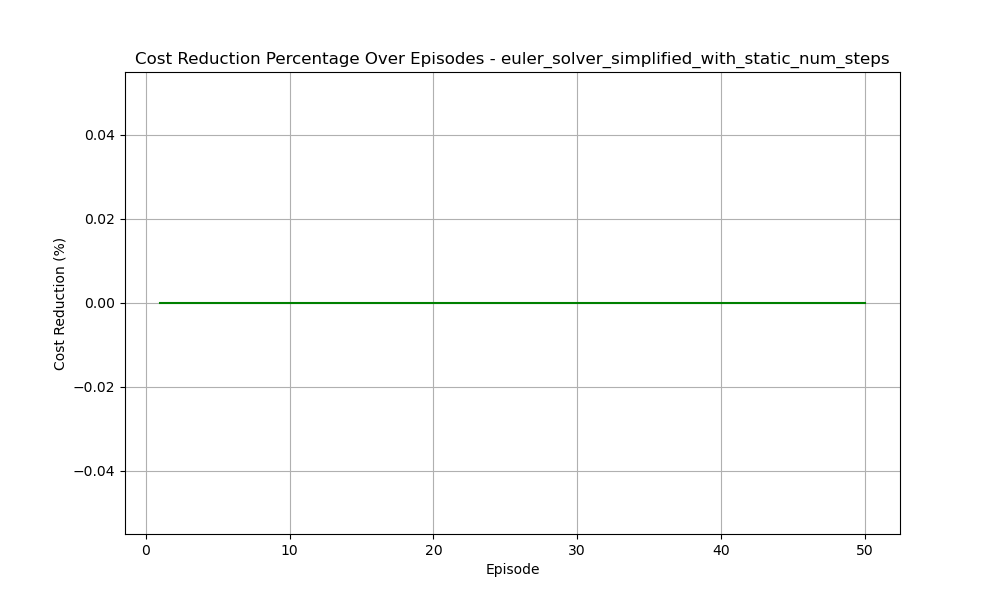 Cost Reduction Percentage Over Episodes - euler_solver_simplified_with_static_num_steps
0.04
0.02
0.00
−0.02
−0.04
Cost Reduction (%)
0 10 20 30 40 50
Episode